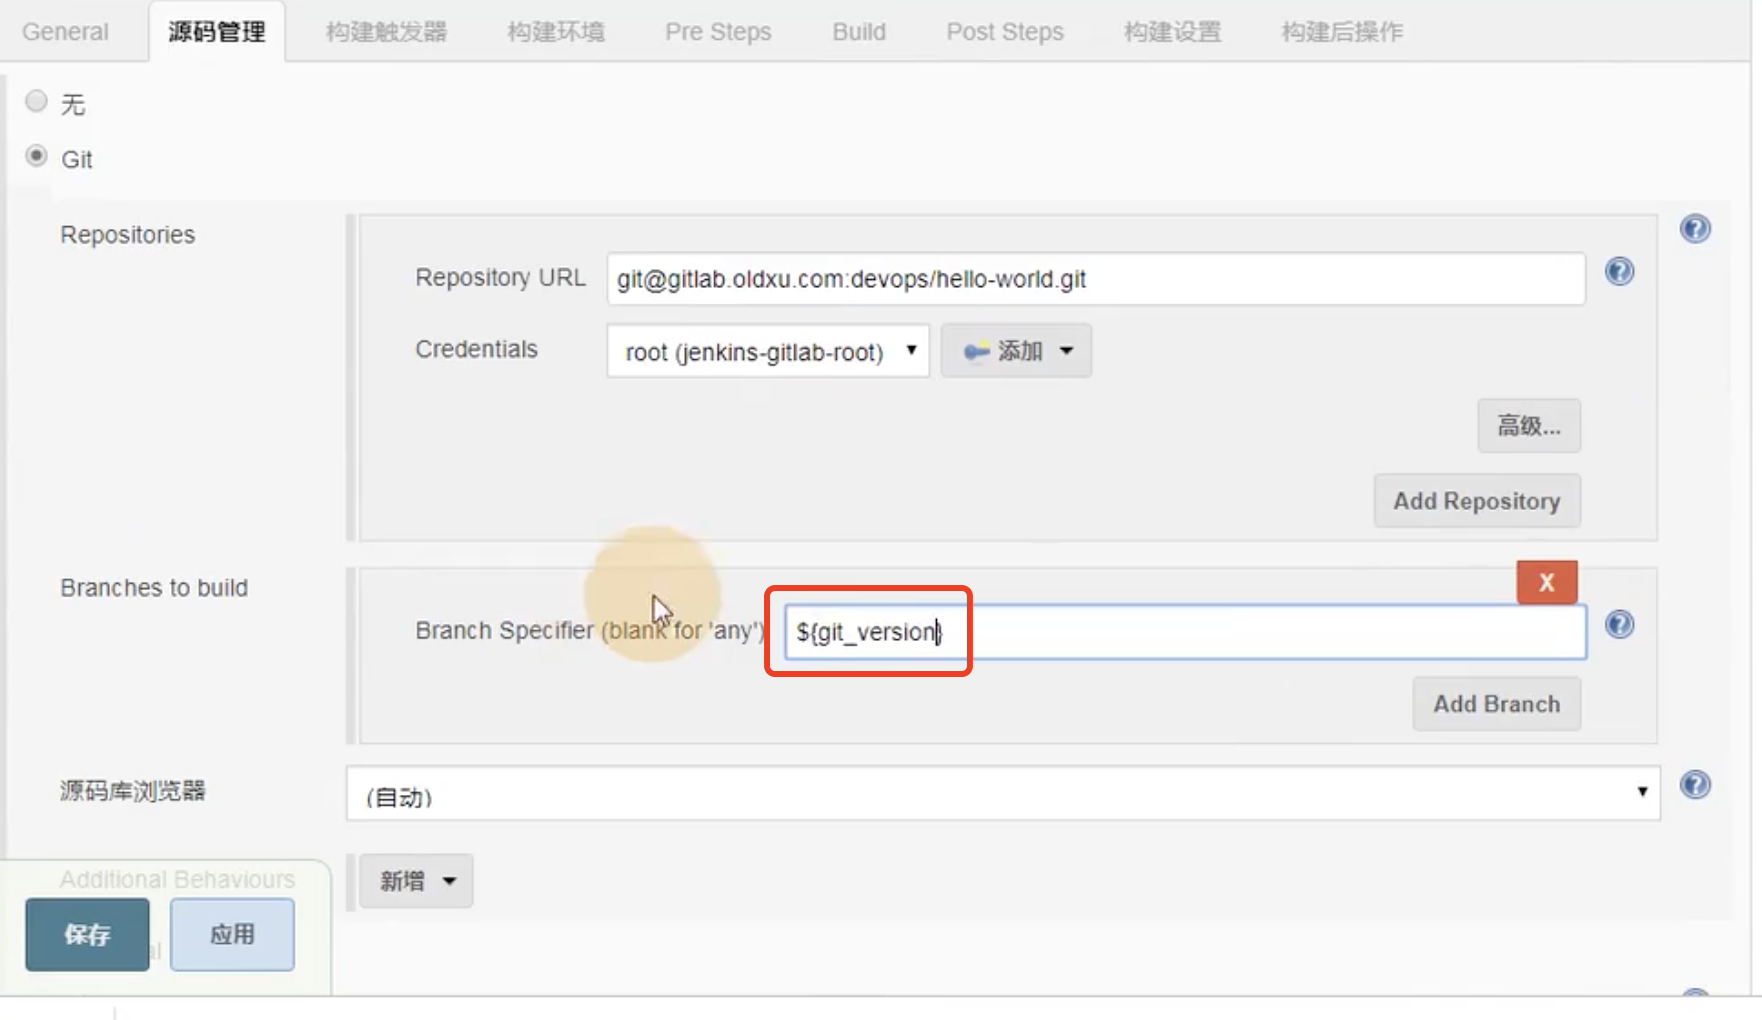 General 源码管理 构建触发器 构建环境 Pre Steps Build Post Steps 构建设置 构建后操作
无
Git
Repositories
Repository URL git@gitlab.oldxu.com:devops/hello-world.git
Credentials root (jenkins-gitlab-root) 添加
高级...
Add Repository
Branches to build
X
Branch Specifier (blank for 'any') ${git_version}
Add Branch
源码库浏览器 (自动)
Additional Behaviours 新增
保存 应用